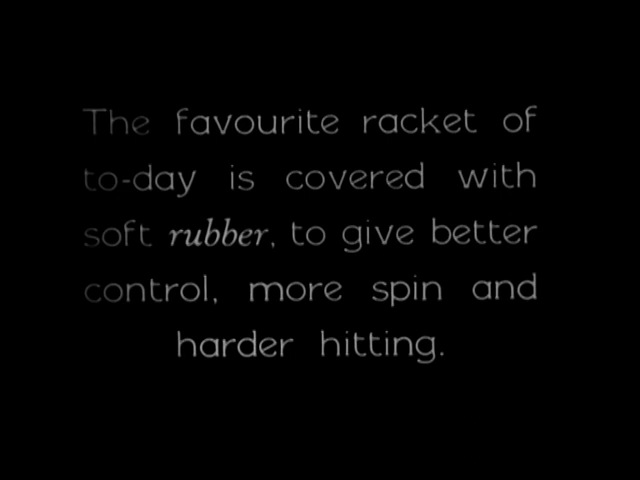 The favourite racket of
to-day is covered with
soft rubber, to give better
control, more spin and
harder hitting.